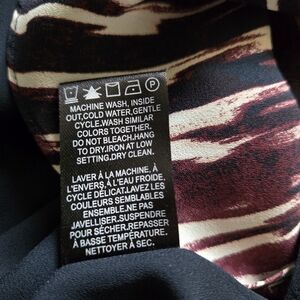 P
MACHINE WASH, INSIDE
OUT,COLD WATER,GENTLE
CYCLE.WASH SIMILAR
COLORS TOGETHER.
DO NOT BLEACH,HANG
TO DRY.IRON AT LOW
SETTING.DRY CLEAN.
LAVER À LA MACHINE, À
L'ENVERS,À L'EAU FROIDE,
CYCLE DÉLICAT.LAVEZ LES
COULEURS SEMBLABLES
ENSEMBLE.NE PAS
JAVELLISER.SUSPENDRE
POUR SÉCHER,REPASSER
À BASSE TEMPÉRATURE.
NETTOYER À SEC.